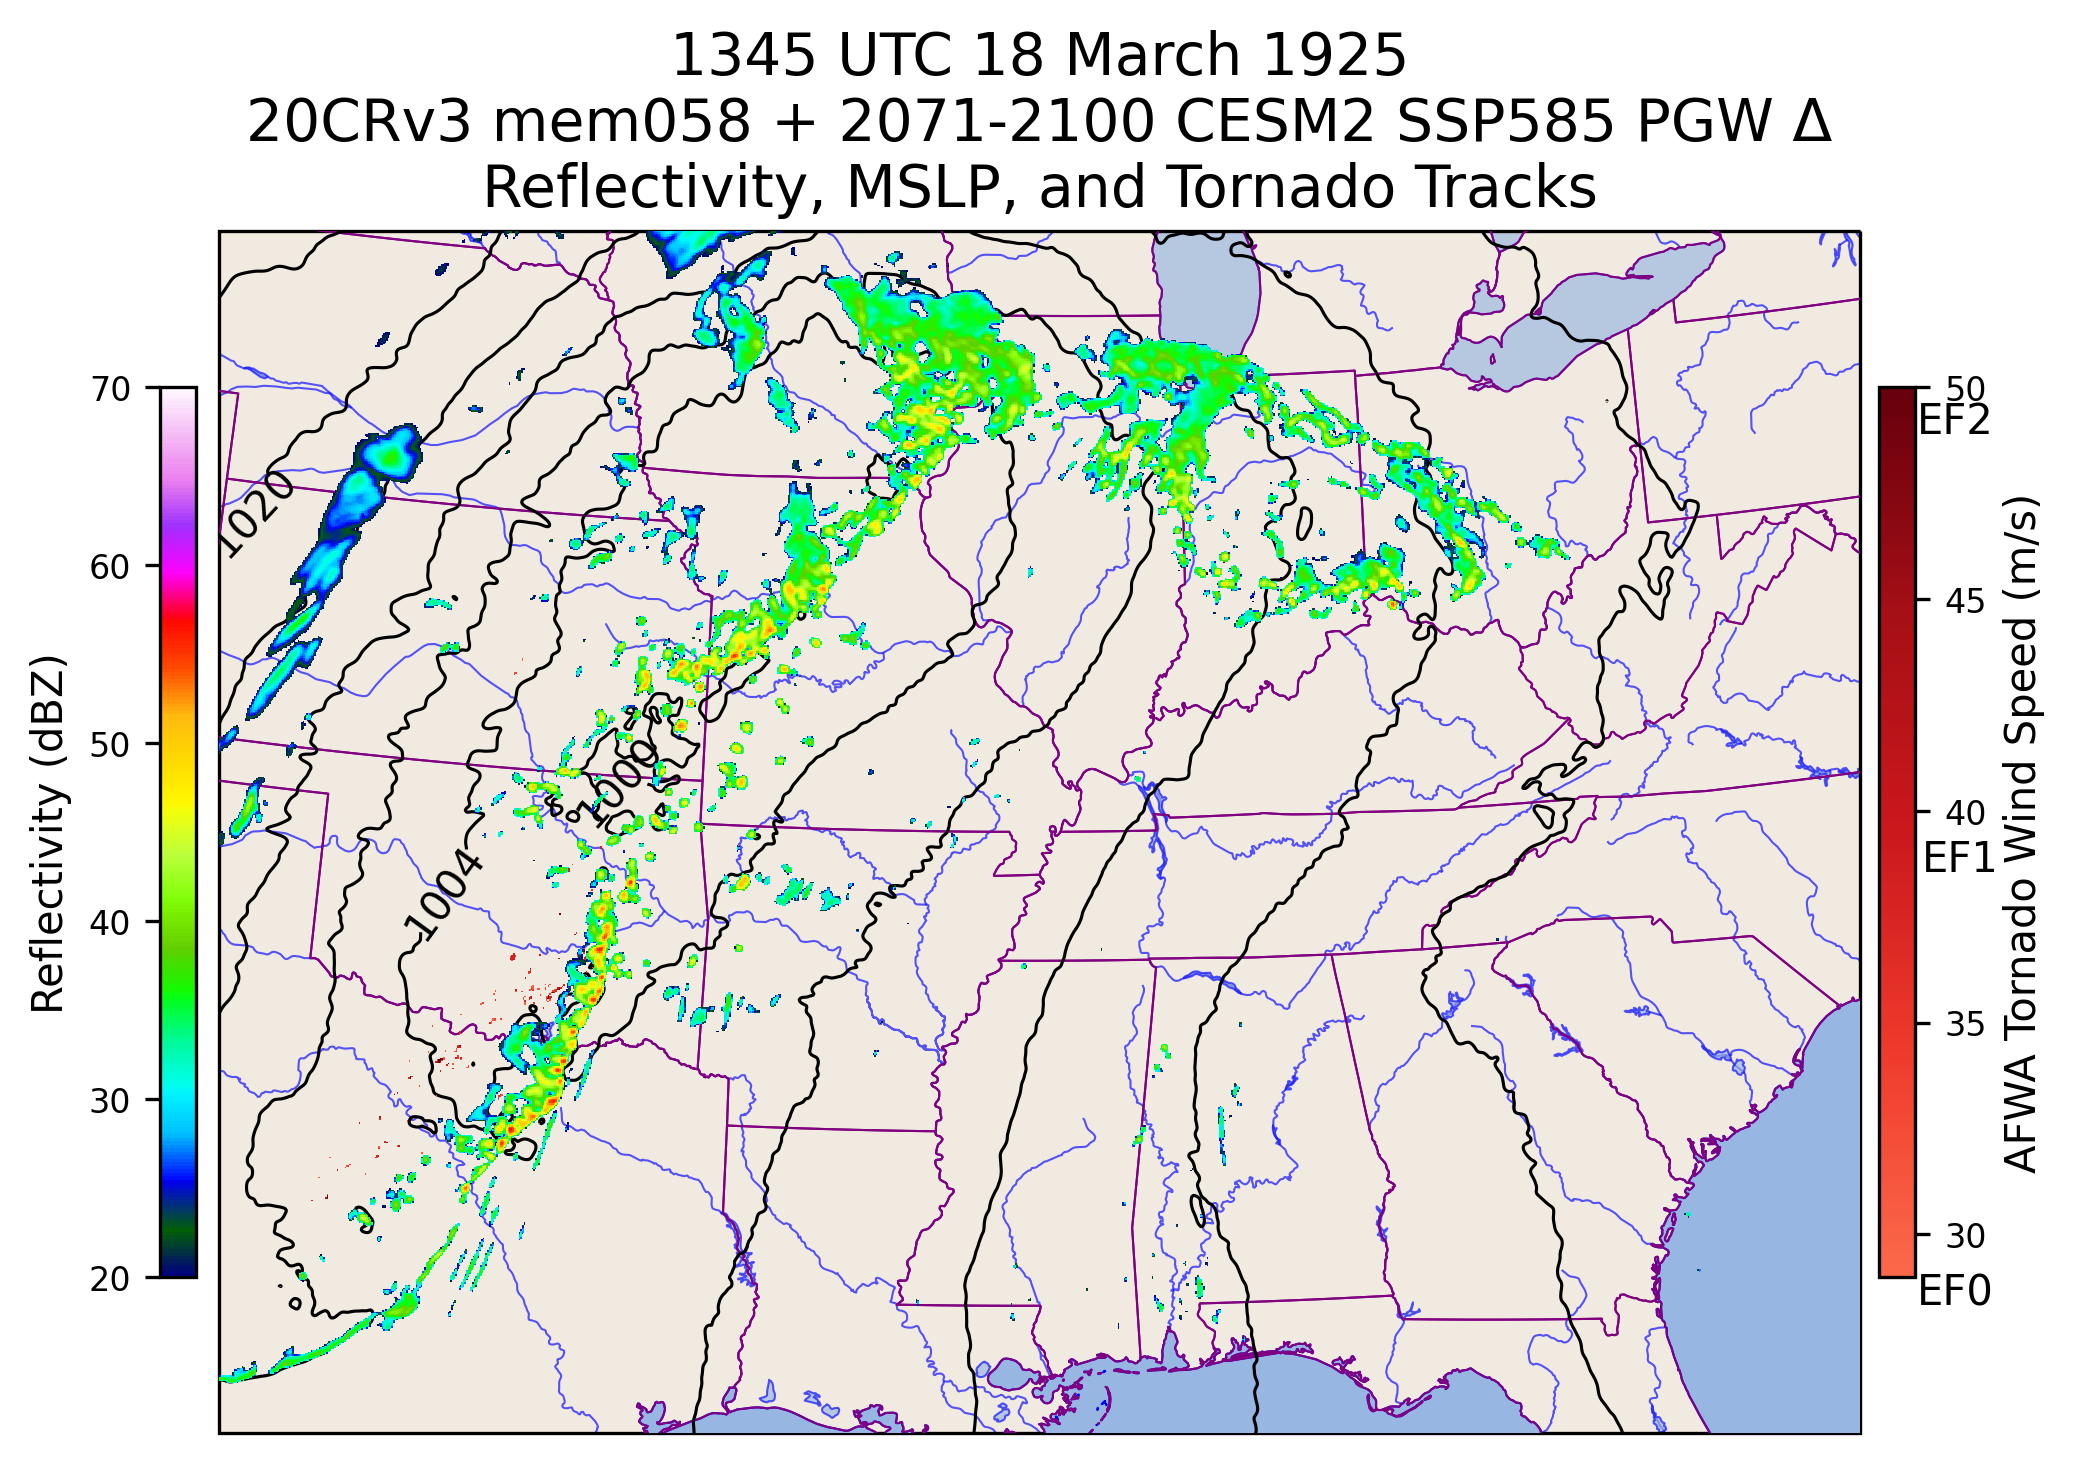 1345 UTC 18 March 1925
20CRv3 mem058 + 2071-2100 CESM2 SSP585 PGW Δ
Reflectivity, MSLP, and Tornado Tracks
Reflectivity (dBZ)
70
60
50
40
30
20
1020
1000
1004
50
EF2
45
40
EF1
35
30
EF0
AFWA Tornado Wind Speed (m/s)